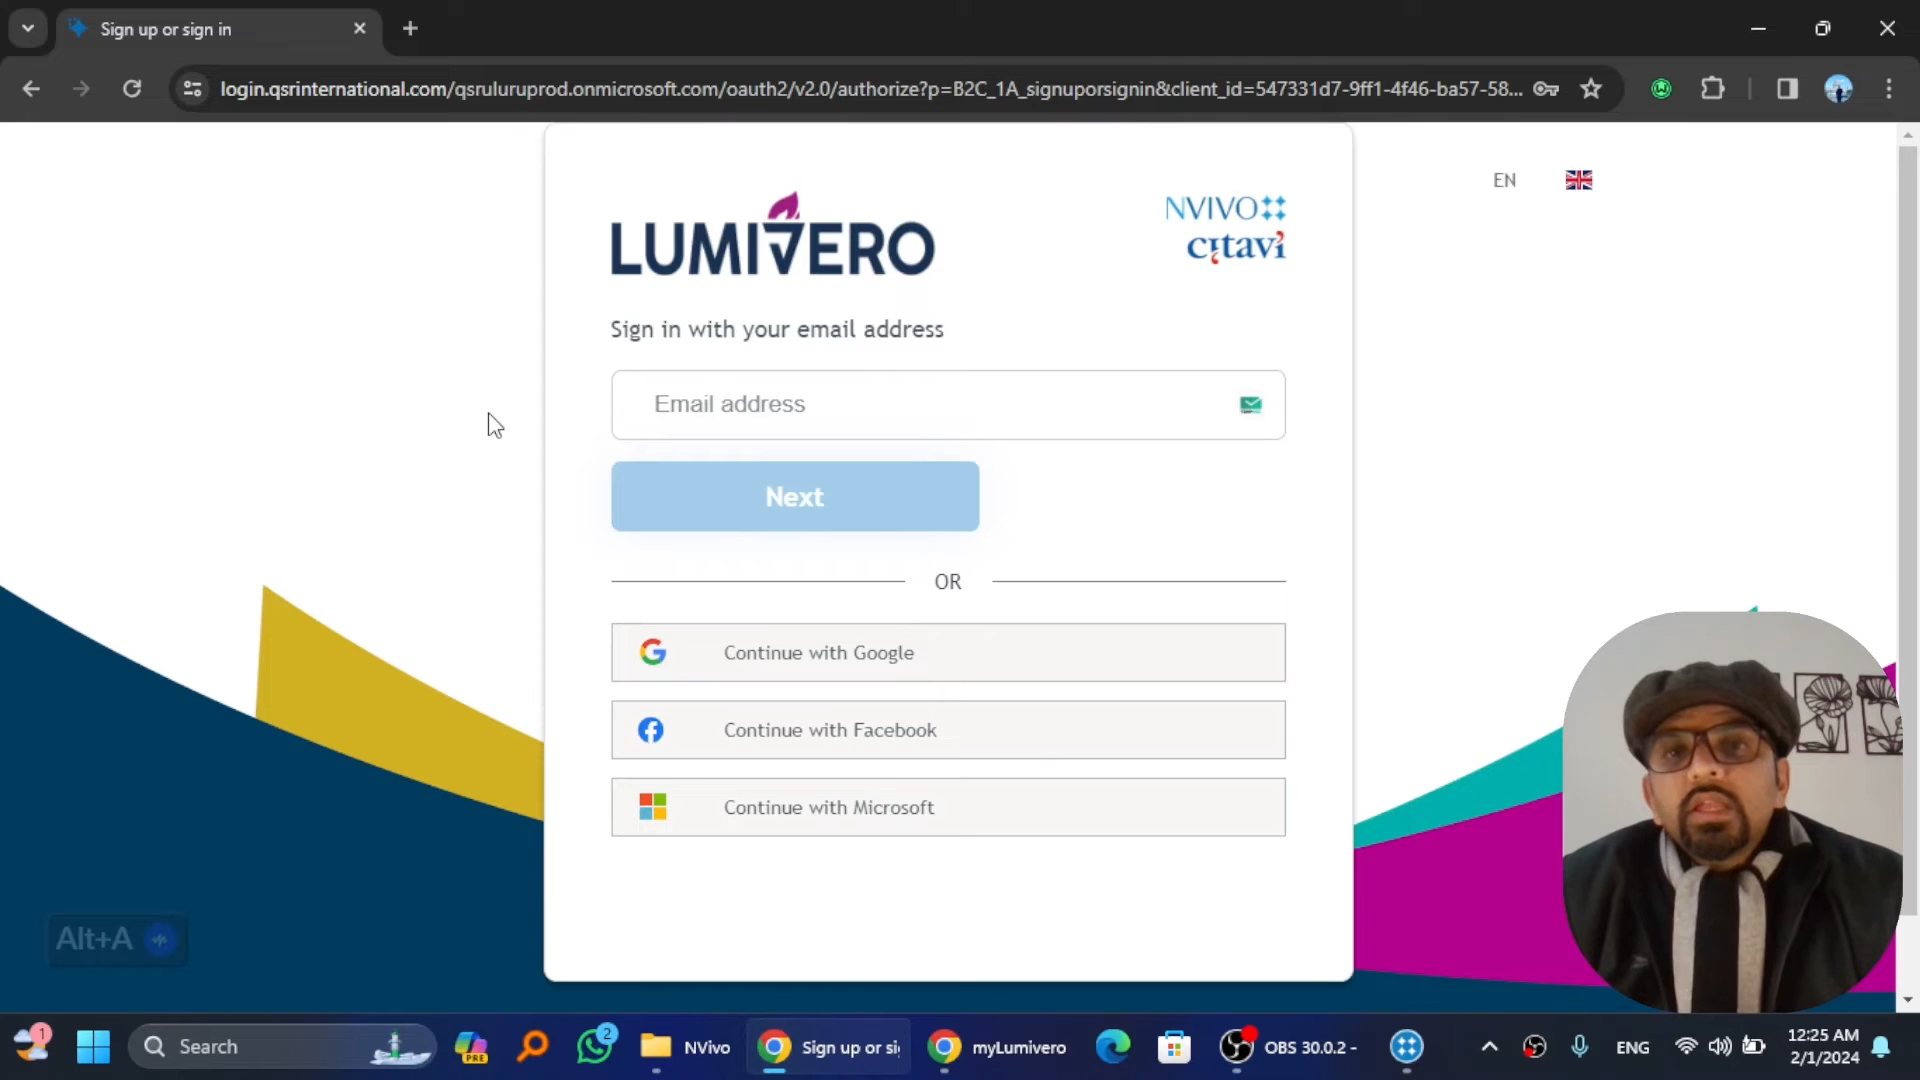 Sign up or sign in
login.qsrinternational.com/qsruluruprod.onmicrosoft.com/oauth2/v2.0/authorize?p=B2C_1A_signuporsignin&client_id=547331d7-9ff1-4f46-ba57-58...
EN
LUMIVERO
NVIVO
citavi
Sign in with your email address
Email address
Next
OR
Continue with Google
Continue with Facebook
Continue with Microsoft
Alt+A
1
Search
PRE
2
NVivo
Sign up or si
myLumivero
OBS 30.0.2 -
ENG
12:25 AM
2/1/2024